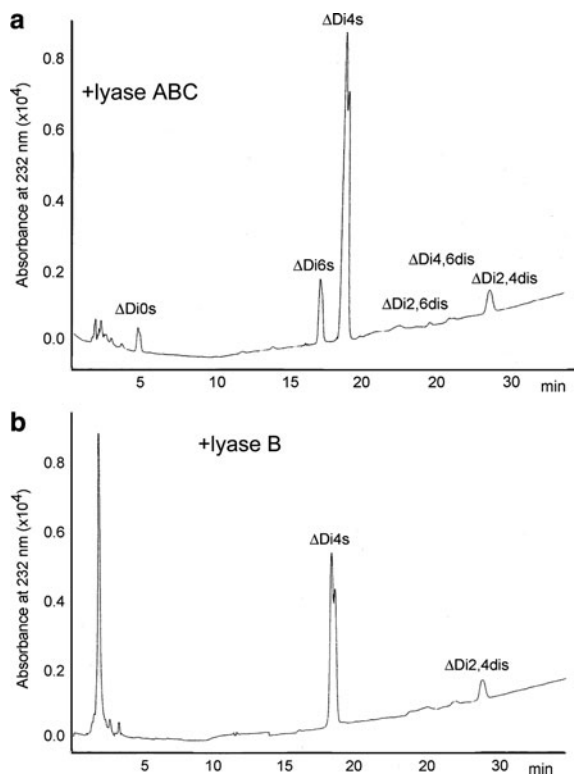 a
ΔDi4s
0.8
+lyase ABC
0.6
0.4
0.2
0.0
Absorbance at 232 nm (x10⁴)
ΔDi0s
ΔDi6s
ΔDi4,6dis
ΔDi2,6dis
ΔDi2,4dis
5 10 15 20 20 30 min
b
+lyase B
0.8
0.6
0.4
0.2
0.0
Absorbance at 232 nm (x10⁴)
ΔDi4s
ΔDi2,4dis
5 10 15 20 20 30 min